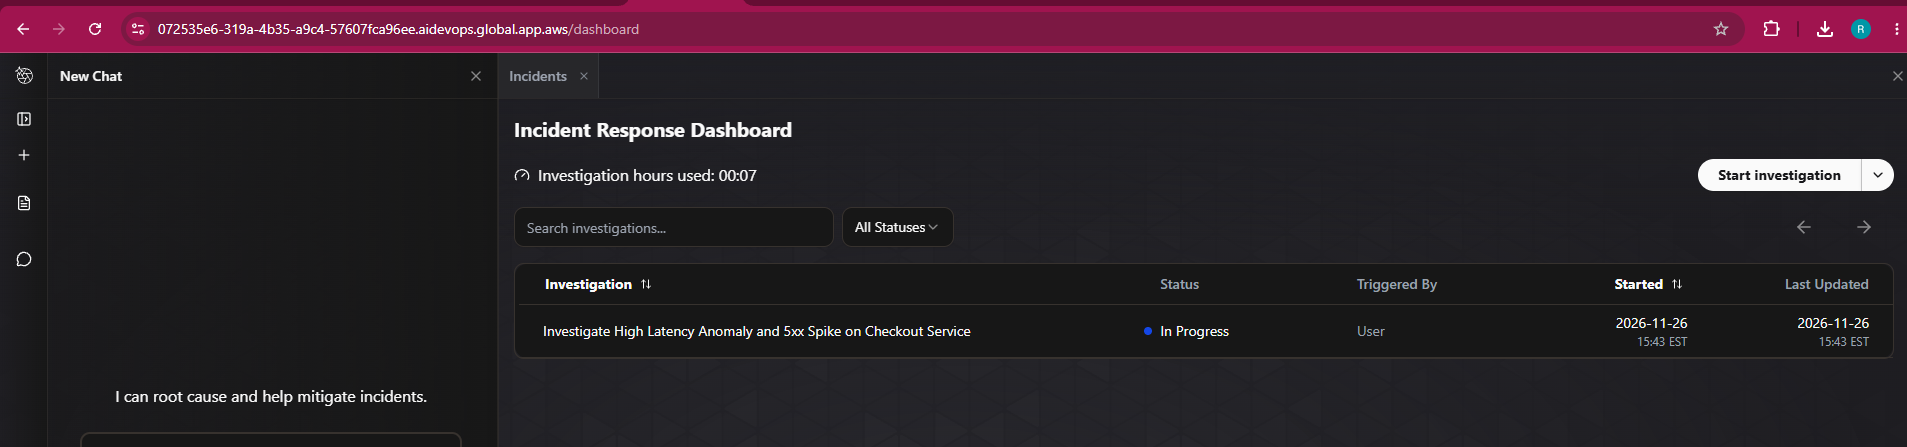 072535e6-319a-4b35-a9c4-57607fca96ee.aidevops.global.app.aws/dashboard
R
New Chat
Incidents
Incident Response Dashboard
Investigation hours used: 00:07
Start investigation
Search investigations...
All Statuses
Investigation Status Triggered By Started Last Updated
Investigate High Latency Anomaly and 5xx Spike on Checkout Service In Progress User 2026-11-26 2026-11-26
15:43 EST 15:43 EST
I can root cause and help mitigate incidents.